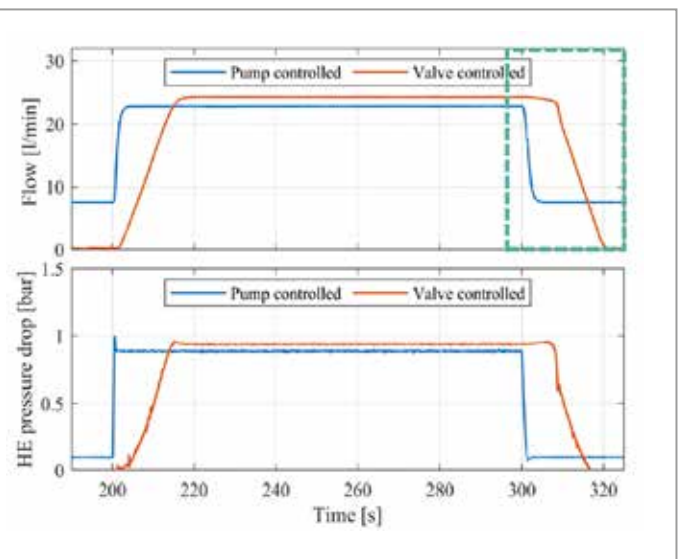 30
Pump controlled
Valve controlled
Flow [l/min]
20
10
0
1.5
Pump controlled
Valve controlled
HE pressure drop [bar]
1
0.5
0
200 220 240 260 280 300 320
Time [s]